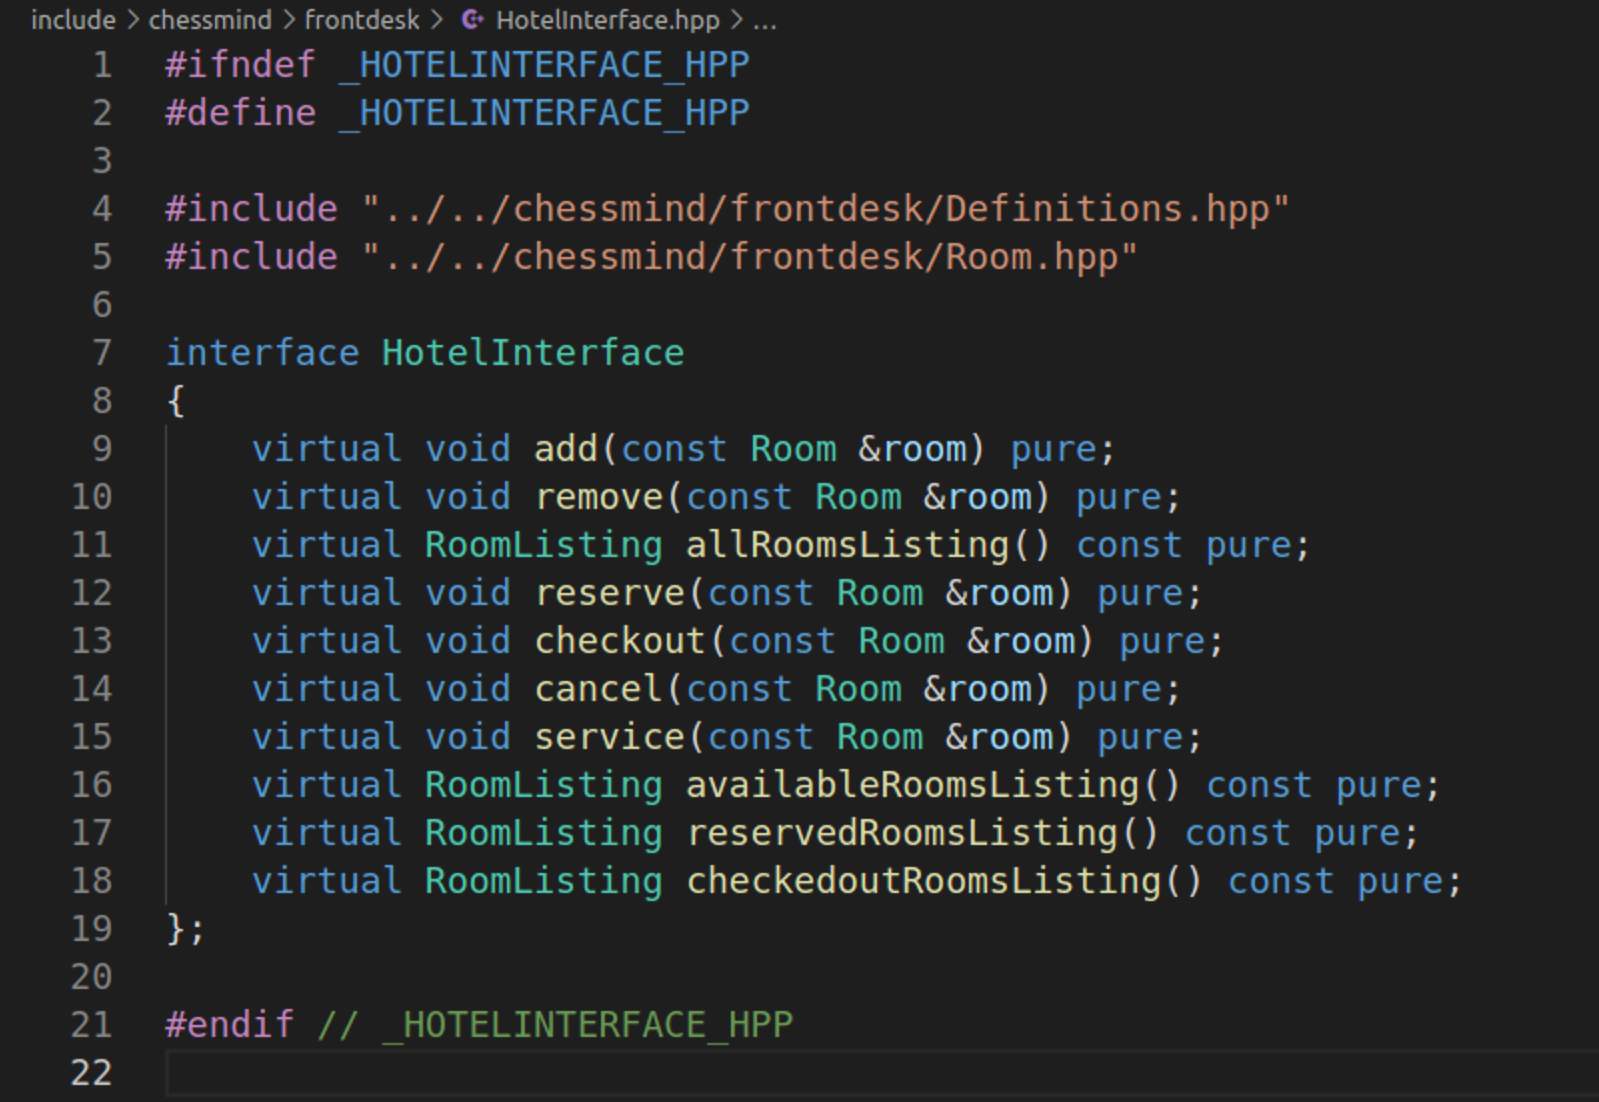 include > chessmind > frontdesk > HotelInterface.hpp > ...
1 #ifndef _HOTELINTERFACE_HPP
2 #define _HOTELINTERFACE_HPP
3
4 #include "../../chessmind/frontdesk/Definitions.hpp"
5 #include "../../chessmind/frontdesk/Room.hpp"
6
7 interface HotelInterface
8 {
9     virtual void add(const Room &room) pure;
10     virtual void remove(const Room &room) pure;
11     virtual RoomListing allRoomsListing() const pure;
12     virtual void reserve(const Room &room) pure;
13     virtual void checkout(const Room &room) pure;
14     virtual void cancel(const Room &room) pure;
15     virtual void service(const Room &room) pure;
16     virtual RoomListing availableRoomsListing() const pure;
17     virtual RoomListing reservedRoomsListing() const pure;
18     virtual RoomListing checkedoutRoomsListing() const pure;
19 };
20
21 #endif // _HOTELINTERFACE_HPP
22